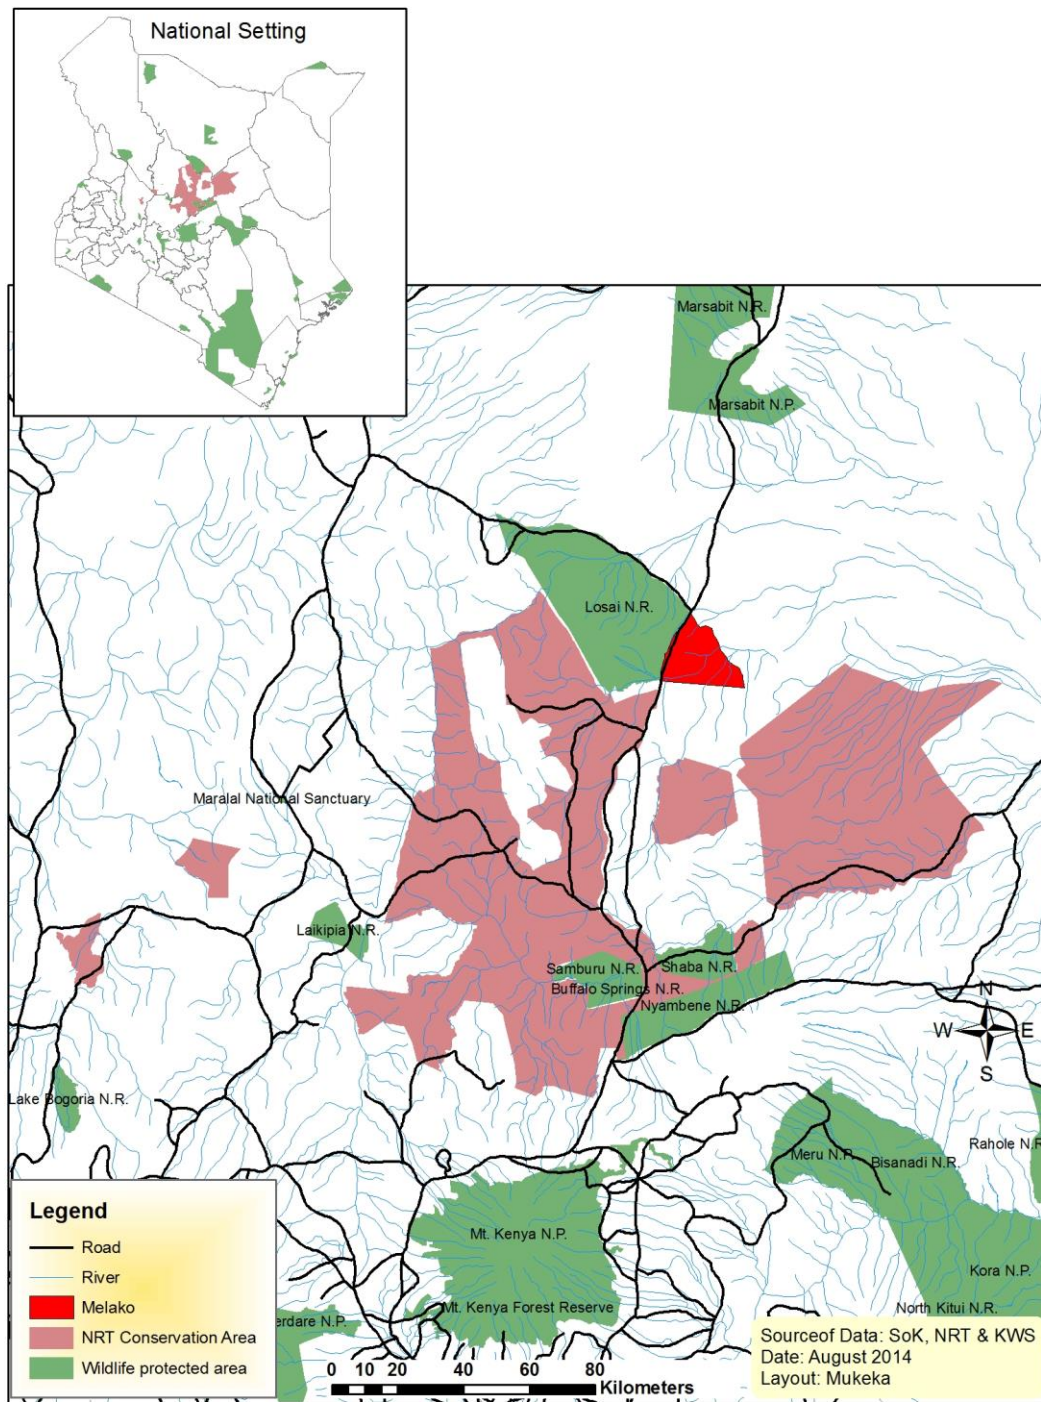 National Setting
Marsabit N.R.
Marsabit N.P.
Losai N.R.
Maralal National Sanctuary
Laikipia N.R.
Samburu N.R.
Shaba N.R.
Buffalo Springs N.R.
Nyambene N.R.
N
W E
S
Lake Bogoria N.R.
Rahole N.R
Meru N.P.
Bisanadi N.R.
Mt. Kenya N.P.
Kora N.P.
Mt. Kenya Forest Reserve
North Kitui N.R.
erdare N.P.
Legend
Road
River
Melako
NRT Conservation Area
Wildlife protected area
0 10 20 40 60 80
Kilometers
Sourceof Data: SoK, NRT & KWS
Date: August 2014
Layout: Mukeka